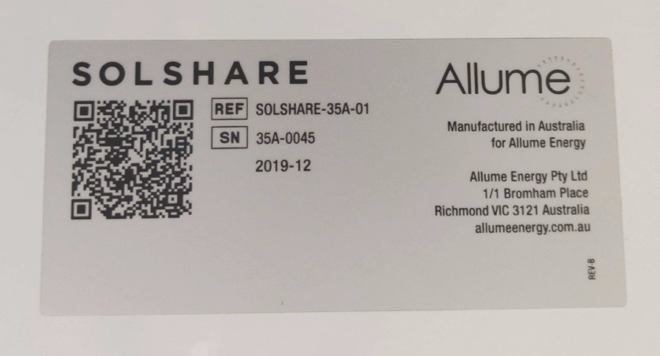 SOLSHARE
REF SOLSHARE-35A-01
SN 35A-0045
2019-12
Allume
Manufactured in Australia
for Allume Energy
Allume Energy Pty Ltd
1/1 Bromham Place
Richmond VIC 3121 Australia
allumeenergy.com.au
REV-B